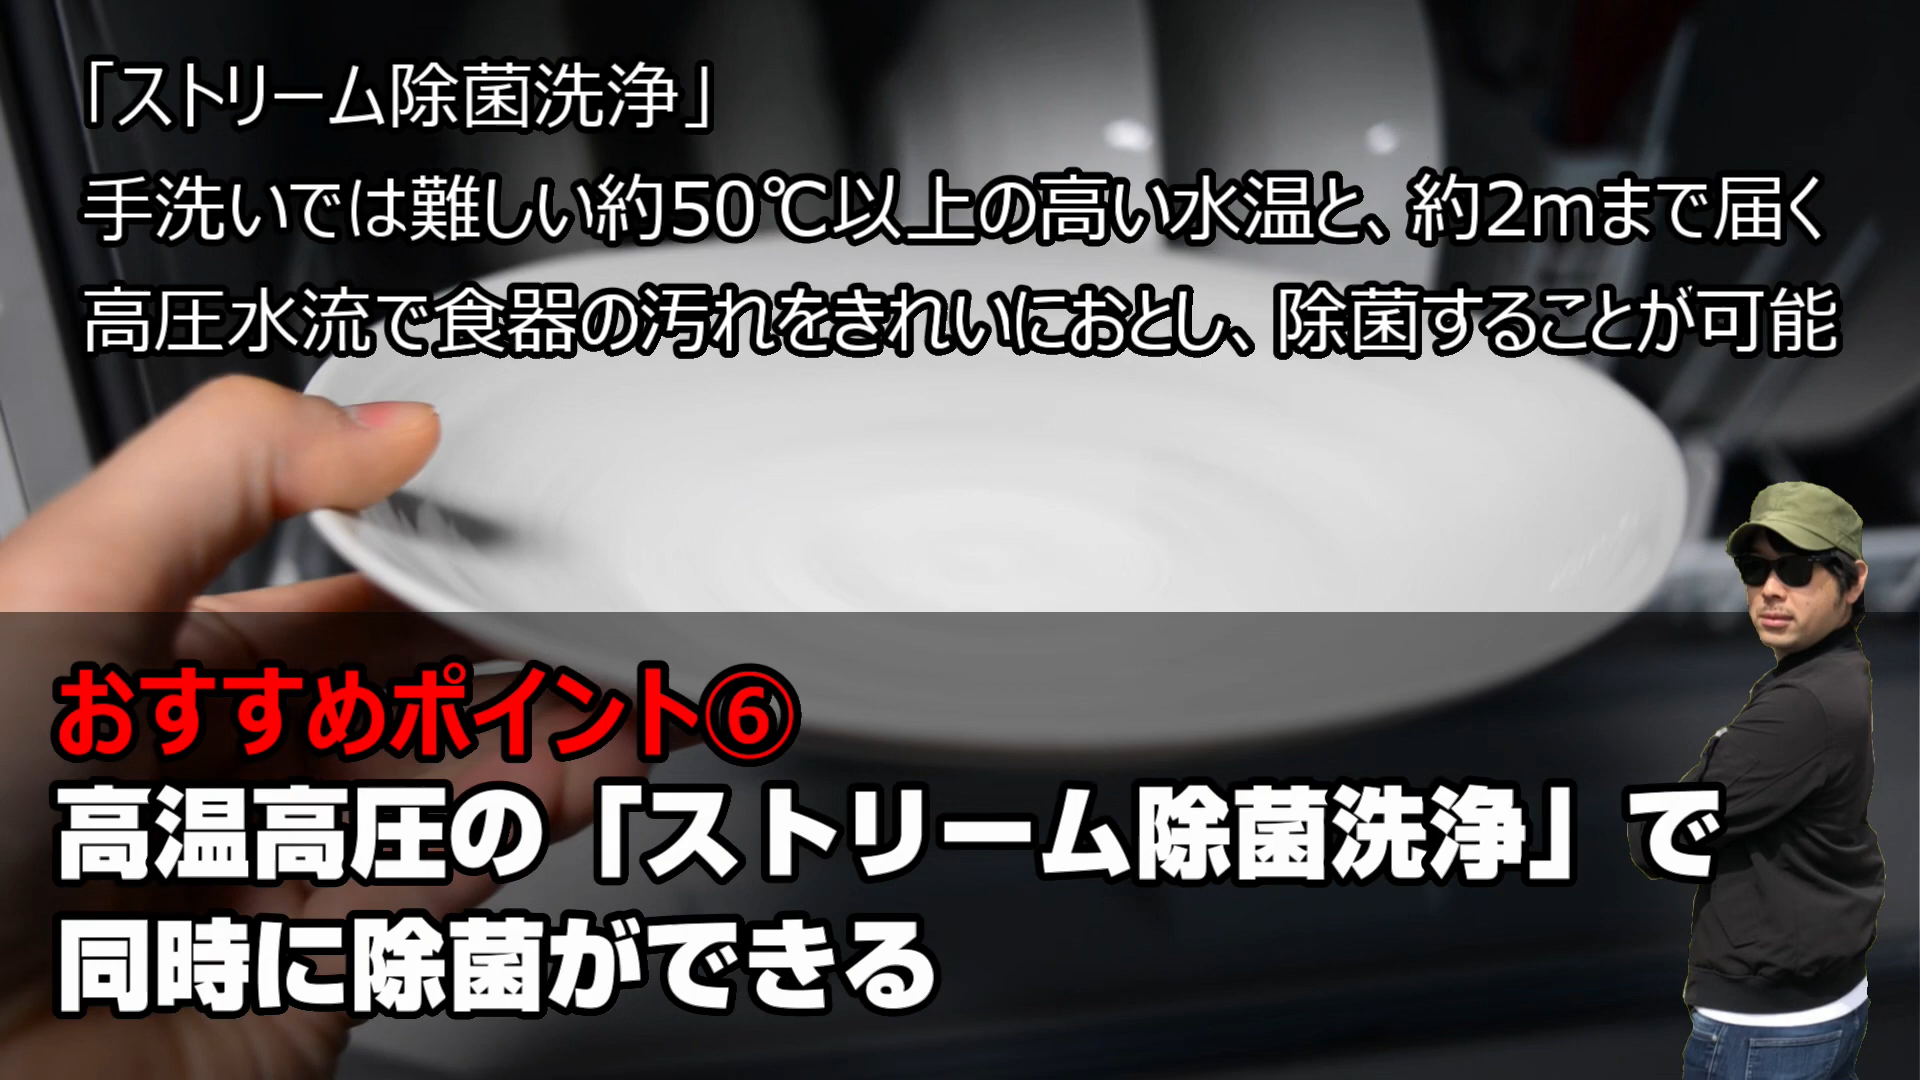 「ストリーム除菌洗浄」
手洗いでは難しい約50℃以上の高い水温と、約2mまで届く
高圧水流で食器の汚れをきれいにおとし、除菌することが可能
おすすめポイント⑥
高温高圧の「ストリーム除菌洗浄」で
同時に除菌ができる